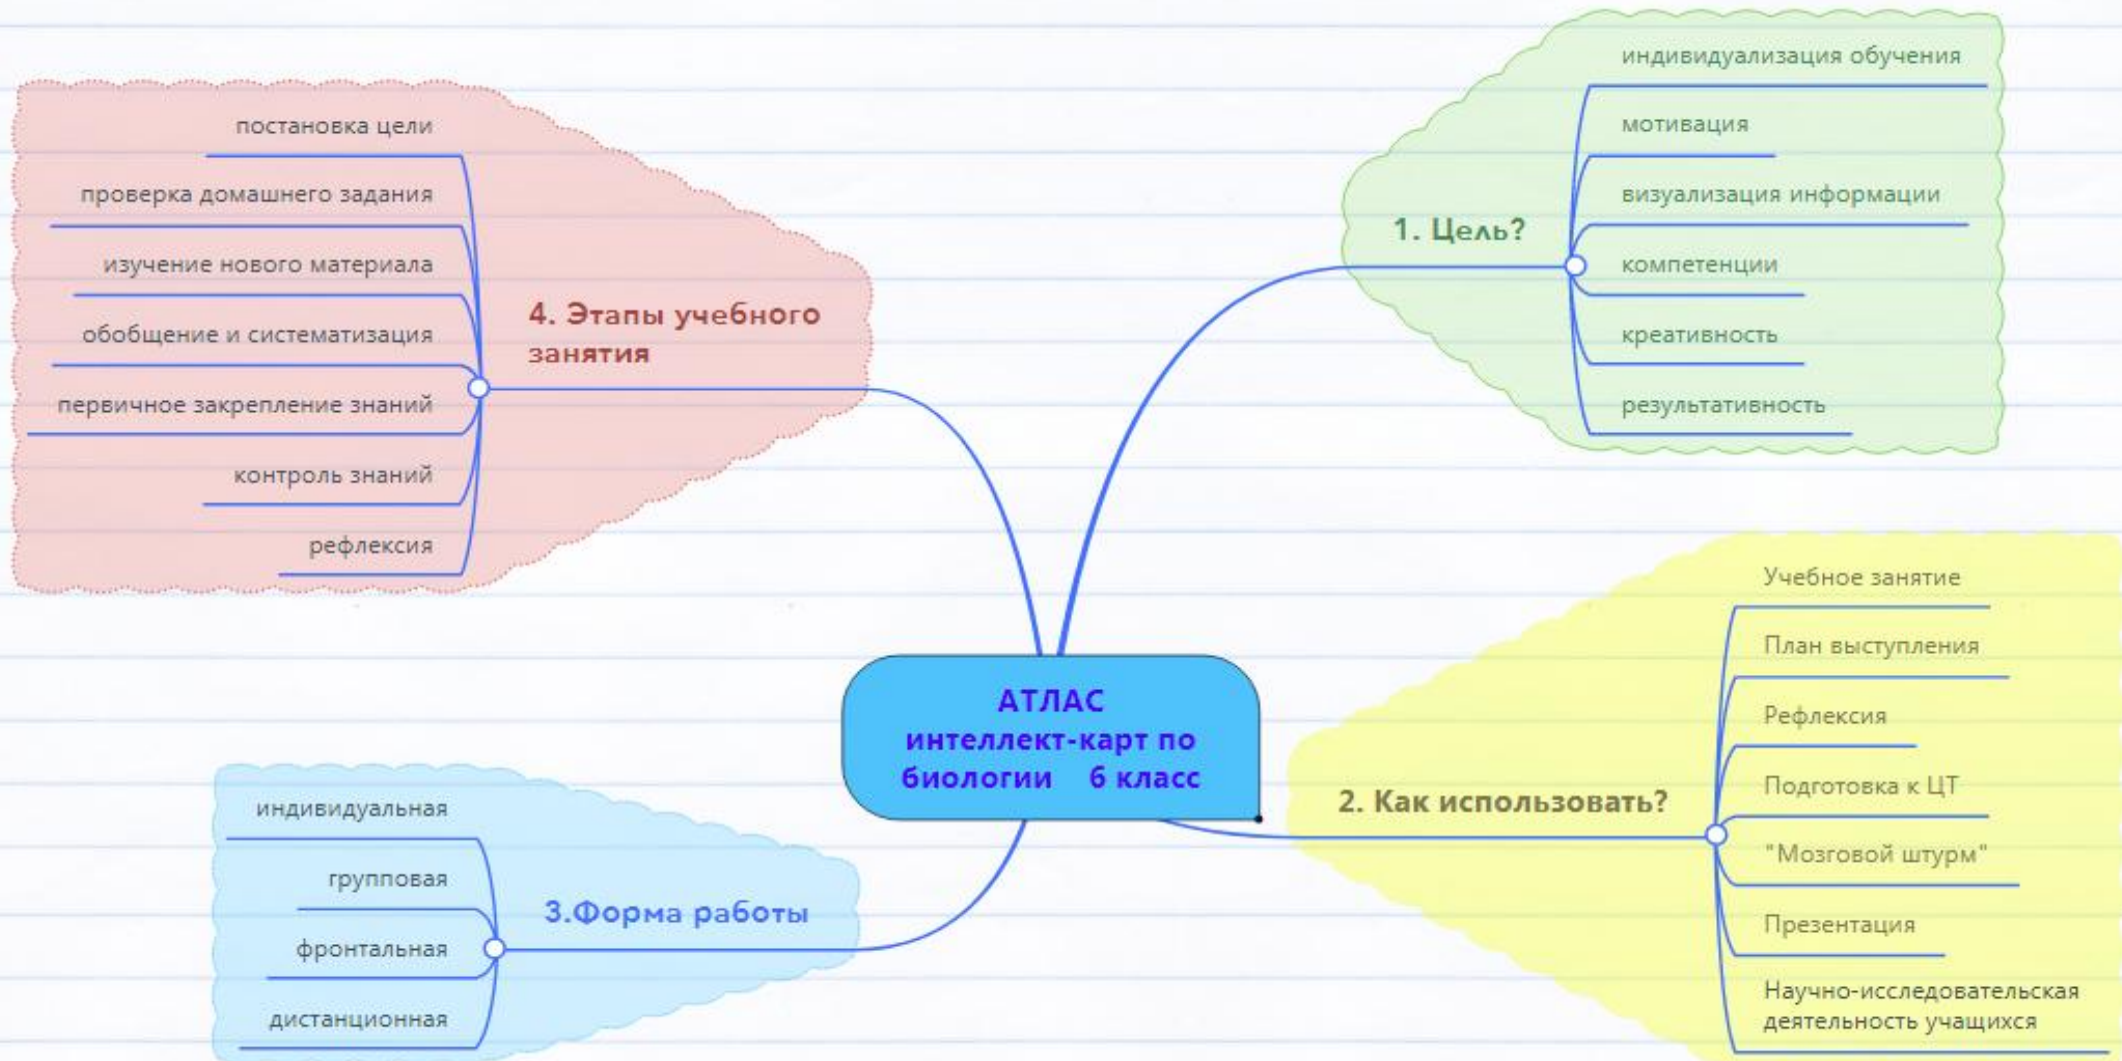 АТЛАС
интеллект-карт по
биологии 6 класс
1. Цель?
индивидуализация обучения
мотивация
визуализация информации
компетенции
креативность
результативность
2. Как использовать?
Учебное занятие
План выступления
Рефлексия
Подготовка к ЦТ
"Мозговой штурм"
Презентация
Научно-исследовательская
деятельность учащихся
3.Форма работы
индивидуальная
групповая
фронтальная
дистанционная
4. Этапы учебного
занятия
постановка цели
проверка домашнего задания
изучение нового материала
обобщение и систематизация
первичное закрепление знаний
контроль знаний
рефлексия